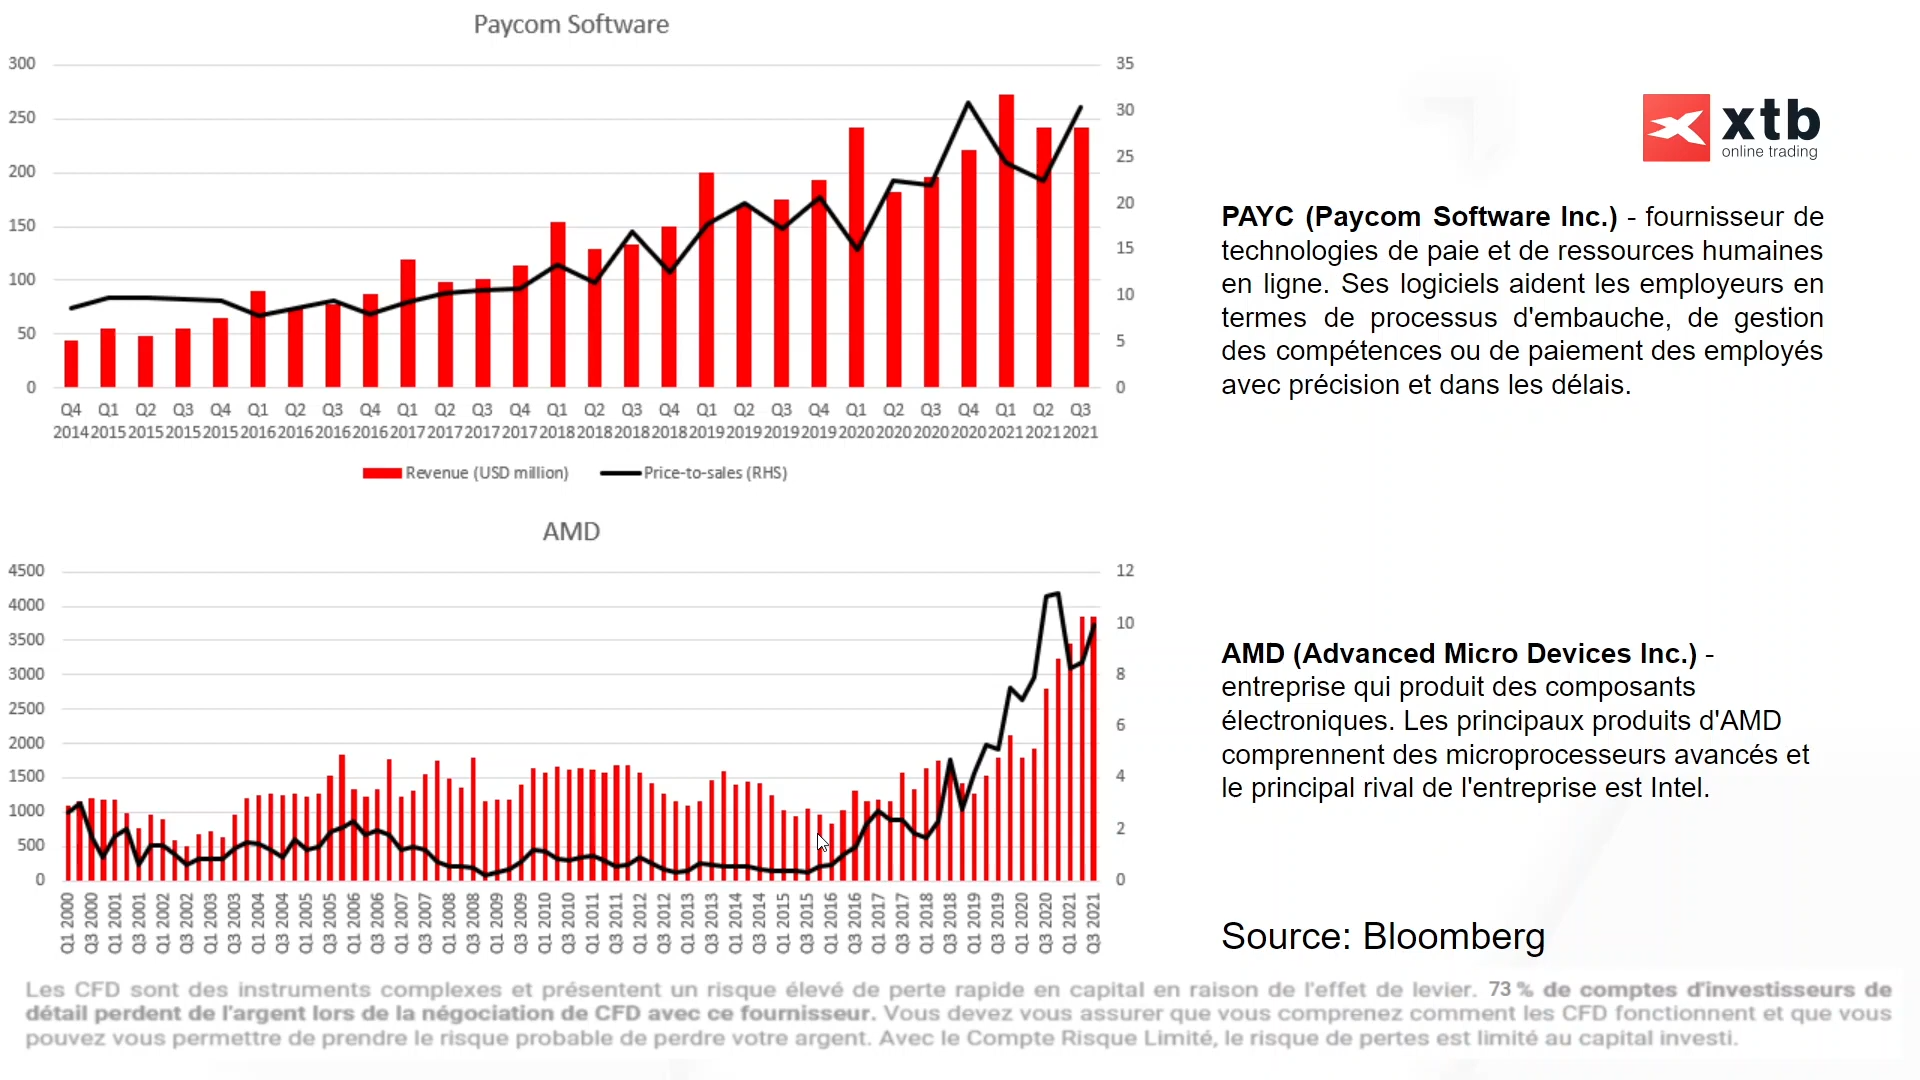 Paycom Software
300
250
200
150
100
50
0
35
30
25
20
15
10
5
0
Q4 Q1 Q2 Q3 Q4 Q1 Q2 Q3 Q4 Q1 Q2 Q3 Q4 Q1 Q2 Q3 Q4 Q1 Q2 Q3 Q4 Q1 Q2 Q3 Q4 Q1 Q2 Q3
2014 2015 2015 2015 2015 2016 2016 2016 2016 2017 2017 2017 2017 2018 2018 2018 2018 2019 2019 2019 2019 2020 2020 2020 2020 2021 2021 2021
Revenue (USD million) Price-to-sales (RHS)
xtb
online trading
PAYC (Paycom Software Inc.) - fournisseur de
technologies de paie et de ressources humaines
en ligne. Ses logiciels aident les employeurs en
termes de processus d'embauche, de gestion
des compétences ou de paiement des employés
avec précision et dans les délais.
AMD
4500
4000
3500
3000
2500
2000
1500
1000
500
0
12
10
8
6
4
2
0
Q1 2000
Q3 2000
Q1 2001
Q3 2001
Q1 2002
Q3 2002
Q1 2003
Q3 2003
Q1 2004
Q3 2004
Q1 2005
Q3 2005
Q1 2006
Q3 2006
Q1 2007
Q3 2007
Q1 2008
Q3 2008
Q1 2009
Q3 2009
Q1 2010
Q3 2010
Q1 2011
Q3 2011
Q1 2012
Q3 2012
Q1 2013
Q3 2013
Q1 2014
Q3 2014
Q1 2015
Q3 2015
Q1 2016
Q3 2016
Q1 2017
Q3 2017
Q1 2018
Q3 2018
Q1 2019
Q3 2019
Q1 2020
Q3 2020
Q1 2021
Q3 2021
AMD (Advanced Micro Devices Inc.) -
entreprise qui produit des composants
électroniques. Les principaux produits d'AMD
comprennent des microprocesseurs avancés et
le principal rival de l'entreprise est Intel.
Source: Bloomberg
Les CFD sont des instruments complexes et présentent un risque élevé de perte rapide en capital en raison de l'effet de levier. 73 % de comptes d'investisseurs de
détail perdent de l'argent lors de la négociation de CFD avec ce fournisseur. Vous devez vous assurer que vous comprenez comment les CFD fonctionnent et que vous
pouvez vous permettre de prendre le risque probable de perdre votre argent. Avec le Compte Risque Limité, le risque de pertes est limité au capital investi.